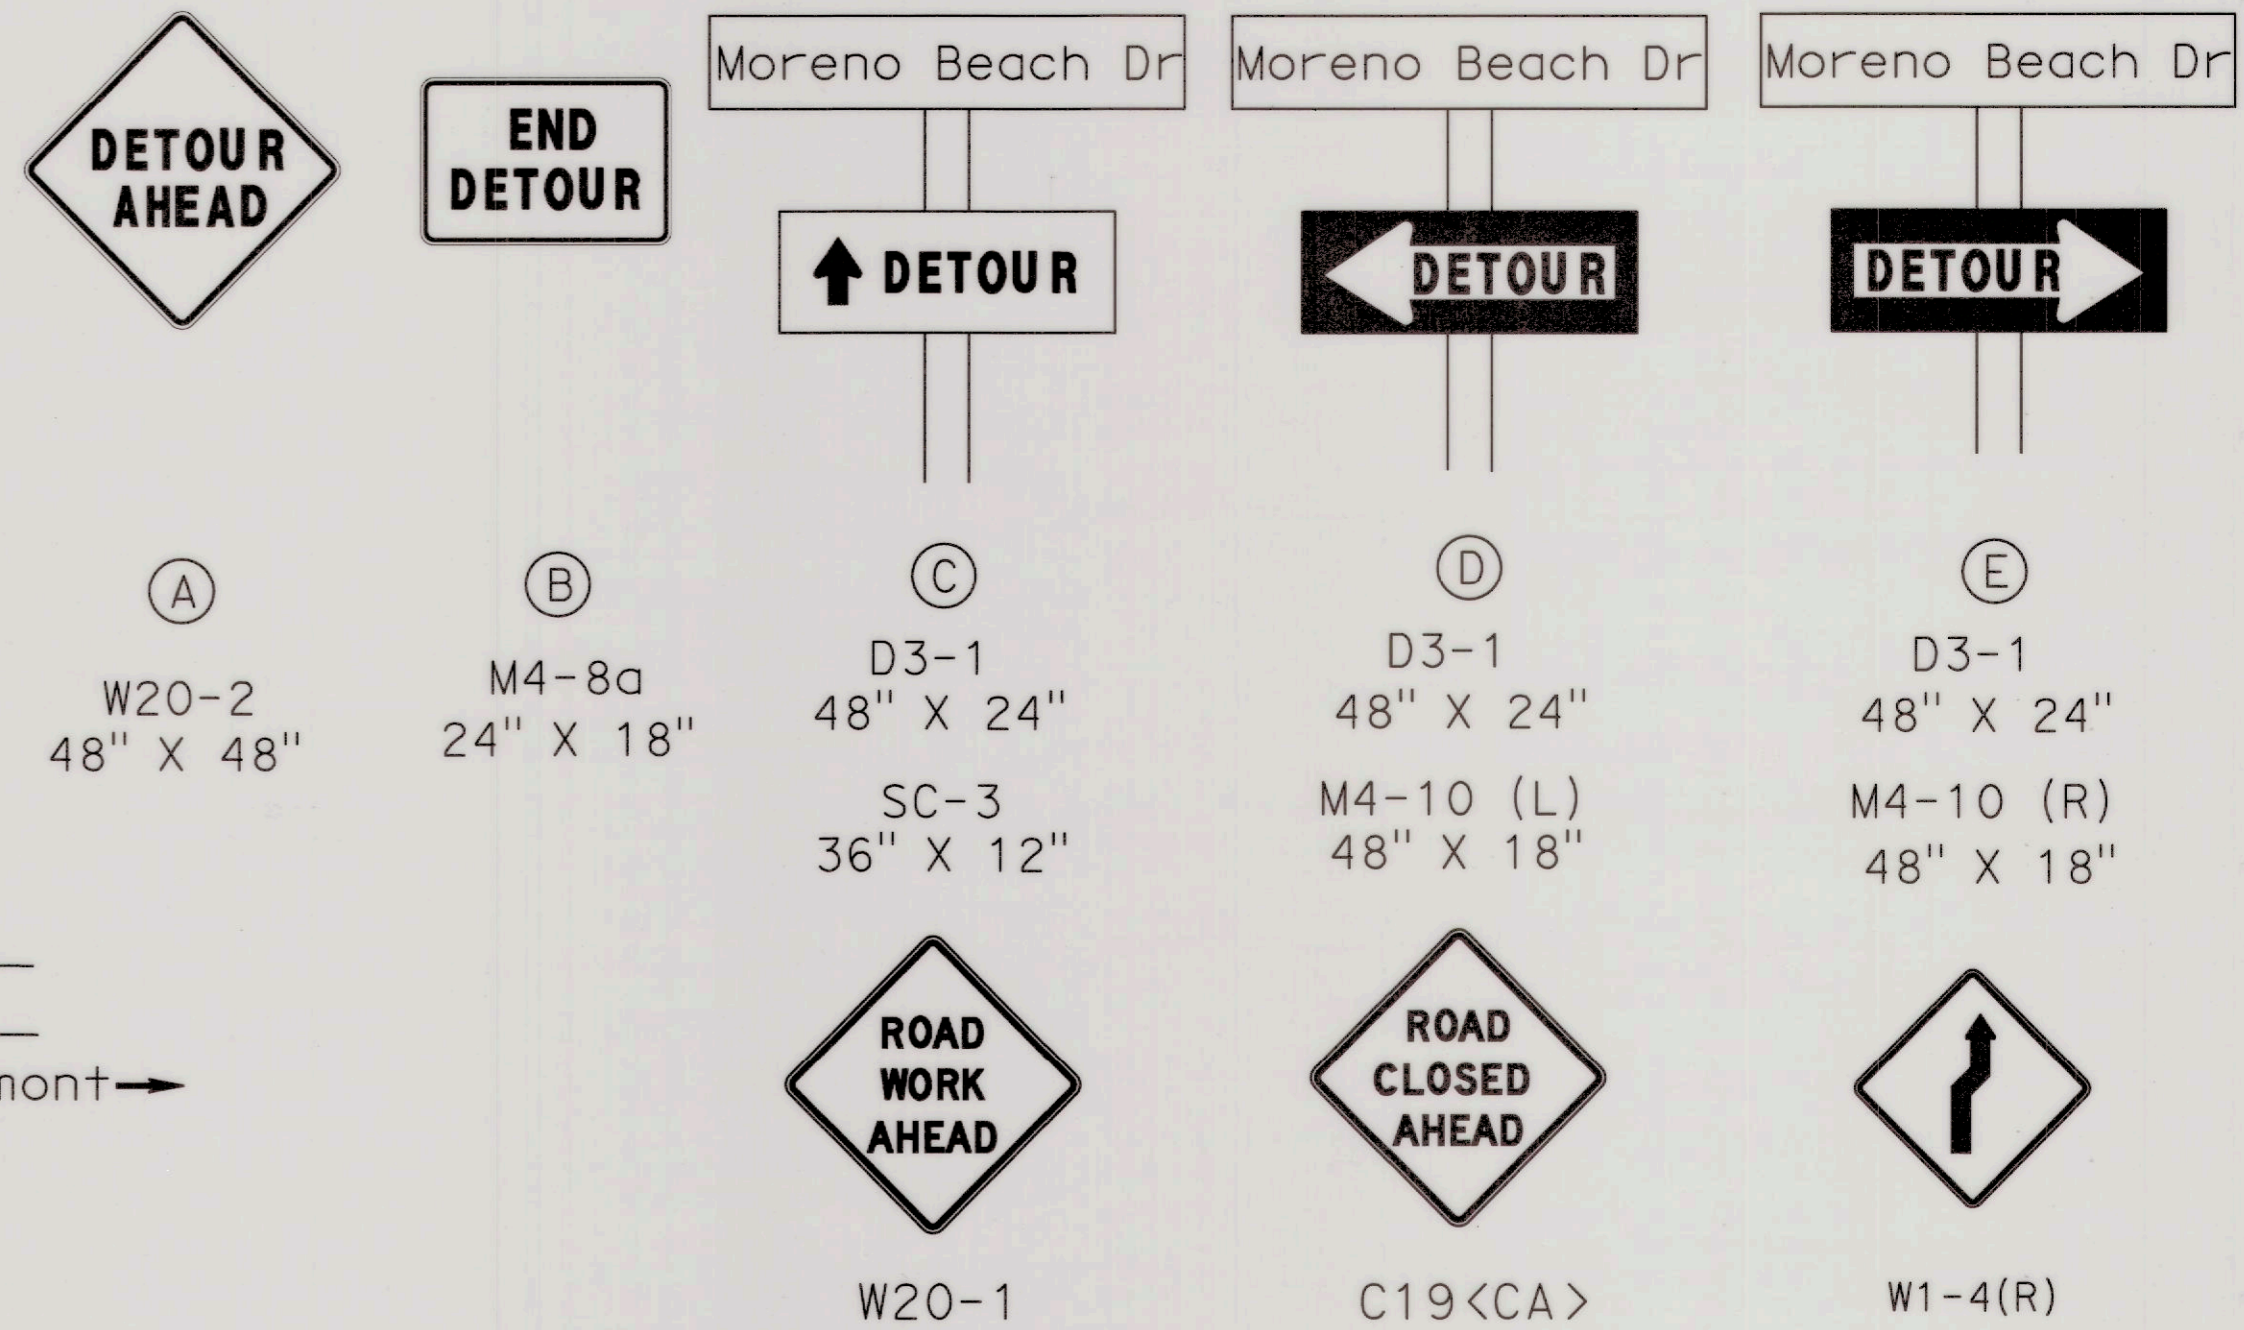 DETOUR
AHEAD
END
DETOUR
Moreno Beach Dr
DETOUR
Moreno Beach Dr
DETOUR
Moreno Beach Dr
DETOUR
A
W20-2
48" X 48"
B
M4-8a
24" X 18"
C
D3-1
48" X 24"
SC-3
36" X 12"
D
D3-1
48" X 24"
M4-10 (L)
48" X 18"
E
D3-1
48" X 24"
M4-10 (R)
48" X 18"
ROAD
WORK
AHEAD
W20-1
ROAD
CLOSED
AHEAD
C19<CA>
W1-4(R)